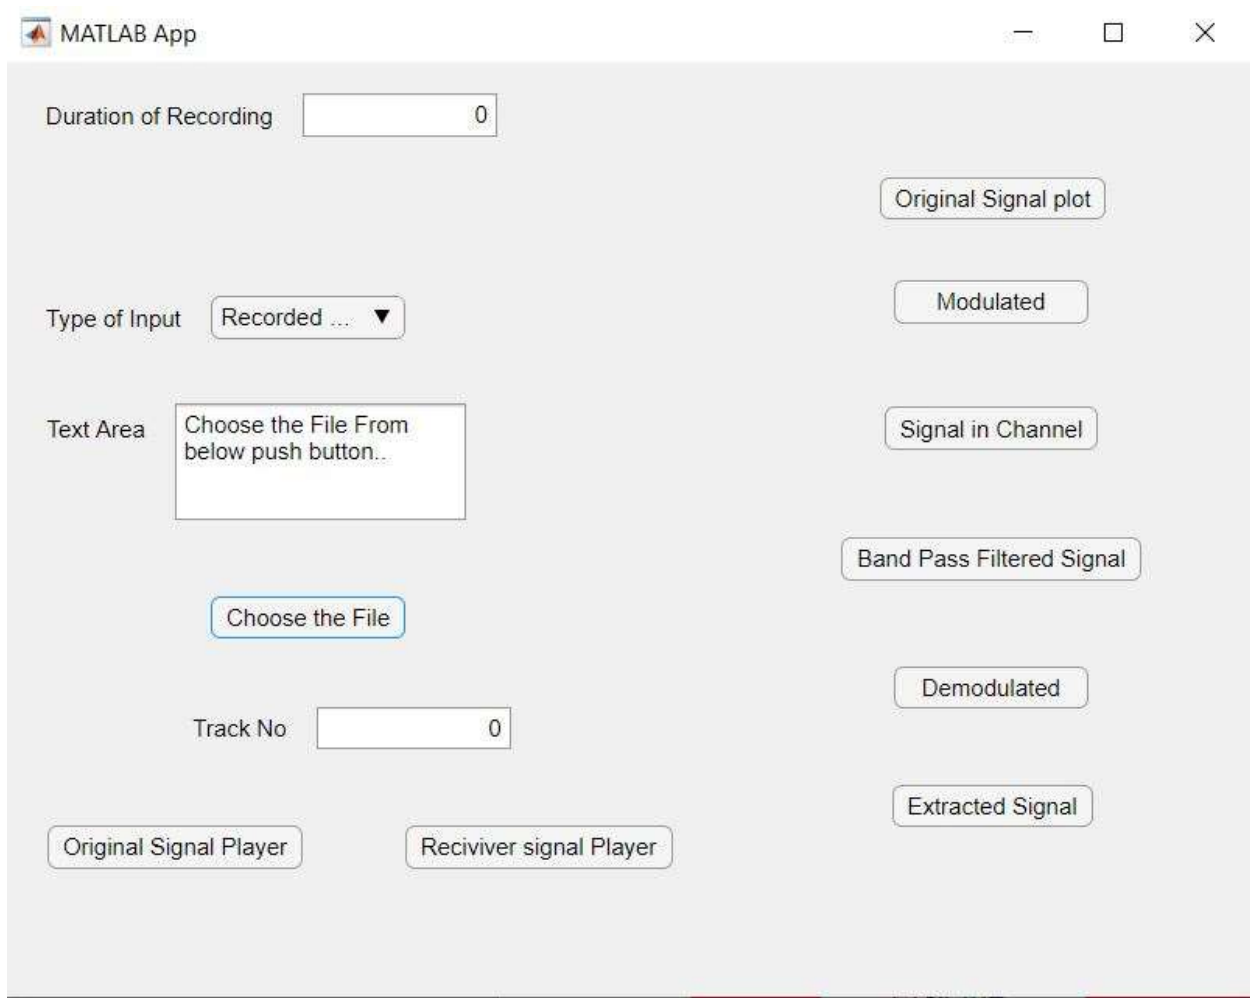 MATLAB App
Duration of Recording
0
Original Signal plot
Modulated
Type of Input
Recorded ...
Text Area
Choose the File From
below push button..
Signal in Channel
Band Pass Filtered Signal
Choose the File
Demodulated
Track No
0
Extracted Signal
Original Signal Player
Reciviver signal Player